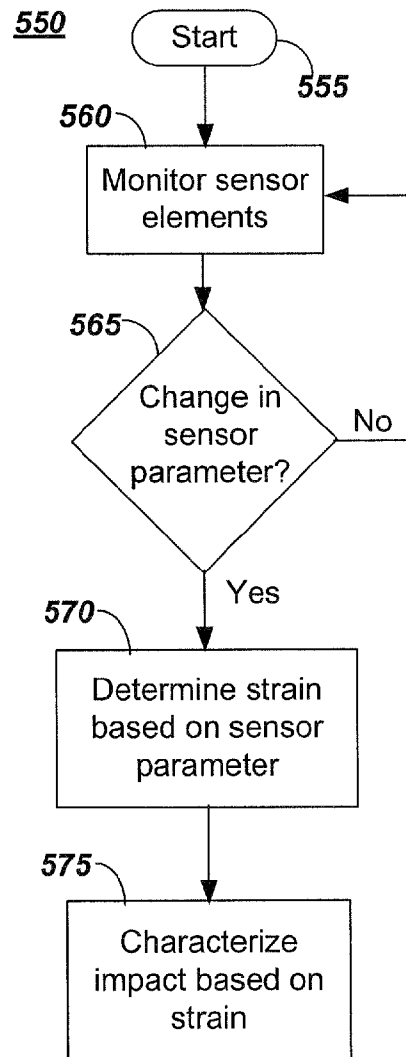 550
Start
555
560
Monitor sensor
elements
565
Change in
sensor
parameter?
No
Yes
570
Determine strain
based on sensor
parameter
575
Characterize
impact based on
strain